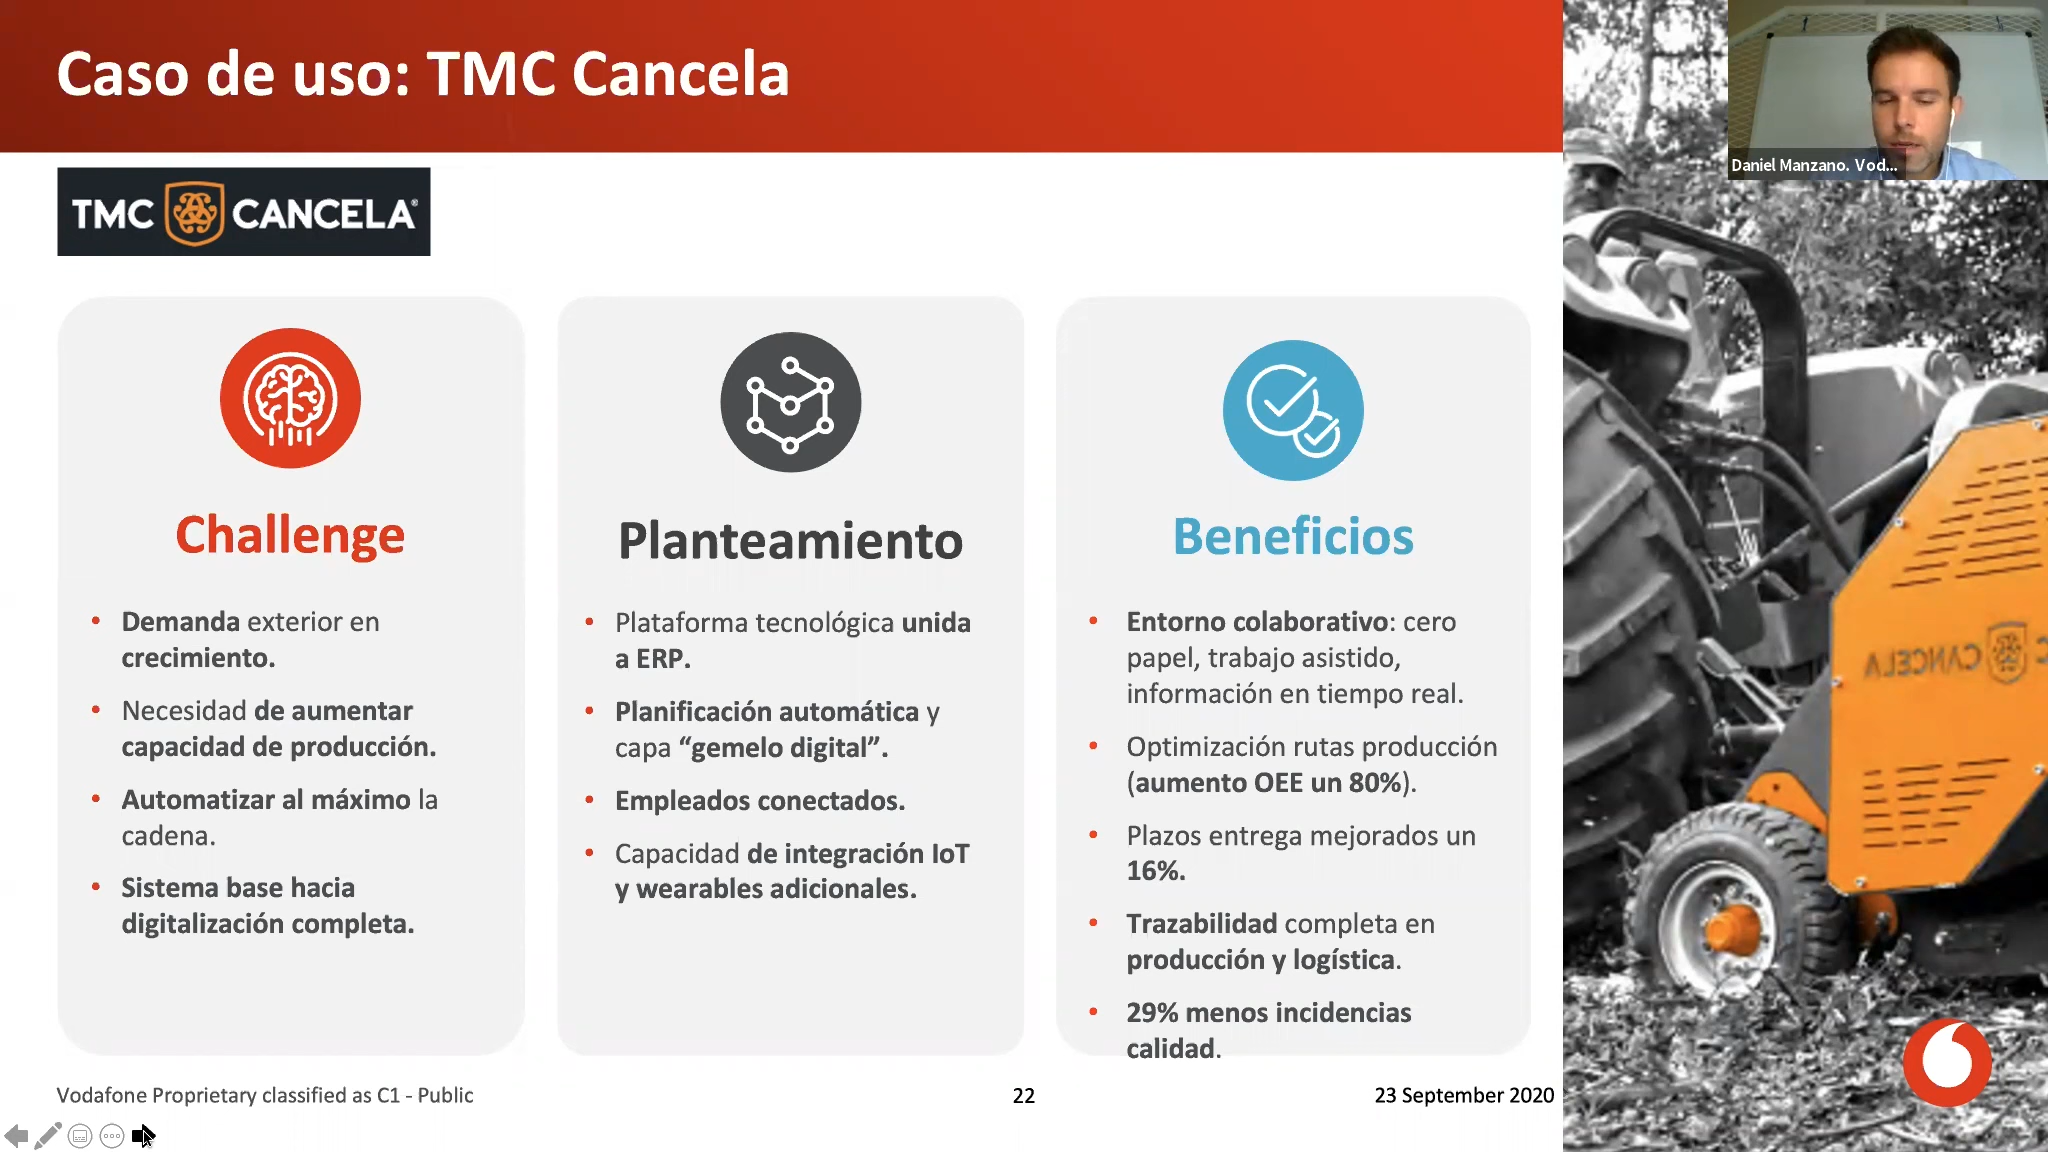 Caso de uso: TMC Cancela
Daniel Manzano. Vod...
TMC CANCELA®
Challenge
• Demanda exterior en
crecimiento.
• Necesidad de aumentar
capacidad de producción.
• Automatizar al máximo la
cadena.
• Sistema base hacia
digitalización completa.
Planteamiento
• Plataforma tecnológica unida
a ERP.
• Planificación automática y
capa “gemelo digital”.
• Empleados conectados.
• Capacidad de integración IoT
y wearables adicionales.
Beneficios
• Entorno colaborativo: cero
papel, trabajo asistido,
información en tiempo real.
• Optimización rutas producción
(aumento OEE un 80%).
• Plazos entrega mejorados un
16%.
• Trazabilidad completa en
producción y logística.
• 29% menos incidencias
calidad.
CANCELA
Vodafone Proprietary classified as C1 - Public
22
23 September 2020